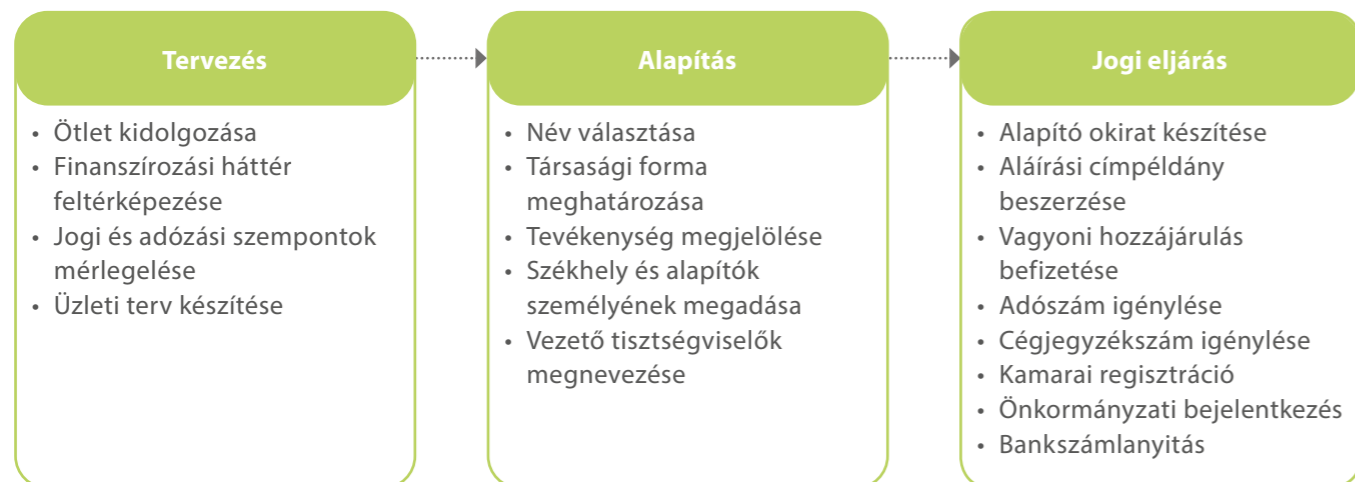 Tervezés
• Ötlet kidolgozása
• Finanszírozási háttér
feltérképezése
• Jogi és adózási szempontok
mérlegelése
• Üzleti terv készítése
Alapítás
• Név választása
• Társasági forma
meghatározása
• Tevékenység megjelölése
• Székhely és alapítók
személyének megadása
• Vezető tisztségviselők
megnevezése
Jogi eljárás
• Alapító okirat készítése
• Aláírási címpéldány
beszerzése
• Vagyoni hozzájárulás
befizetése
• Adószám igénylése
• Cégjegyzékszám igénylése
• Kamarai regisztráció
• Önkormányzati bejelentkezés
• Bankszámlanyitás